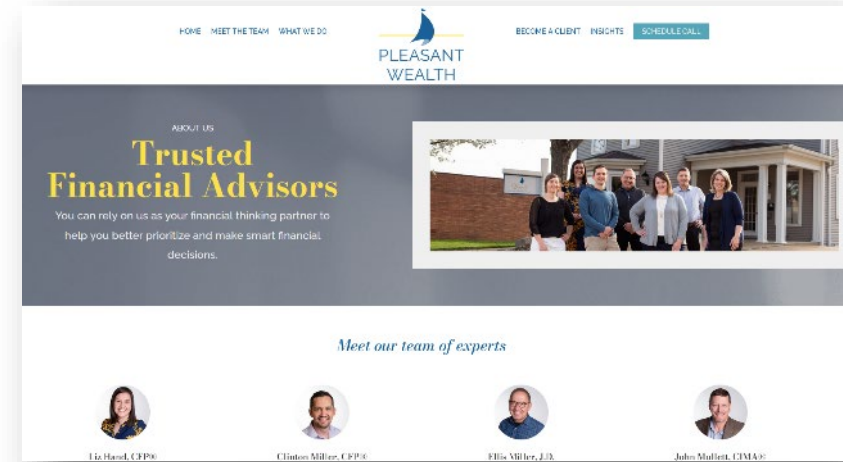 HOME MEET THE TEAM WHAT WE DO
PLEASANT
WEALTH
BECOME A CLIENT INSIGHTS SCHEDULE CALL
ABOUT US
Trusted
Financial Advisors
You can rely on us as your financial thinking partner to
help you better prioritize and make smart financial
decisions.
Meet our team of experts
Liz Hand, CFP®
Clinton Miller, CFP®
Ellis Miller, J.D.
John Mullett, CIMA®